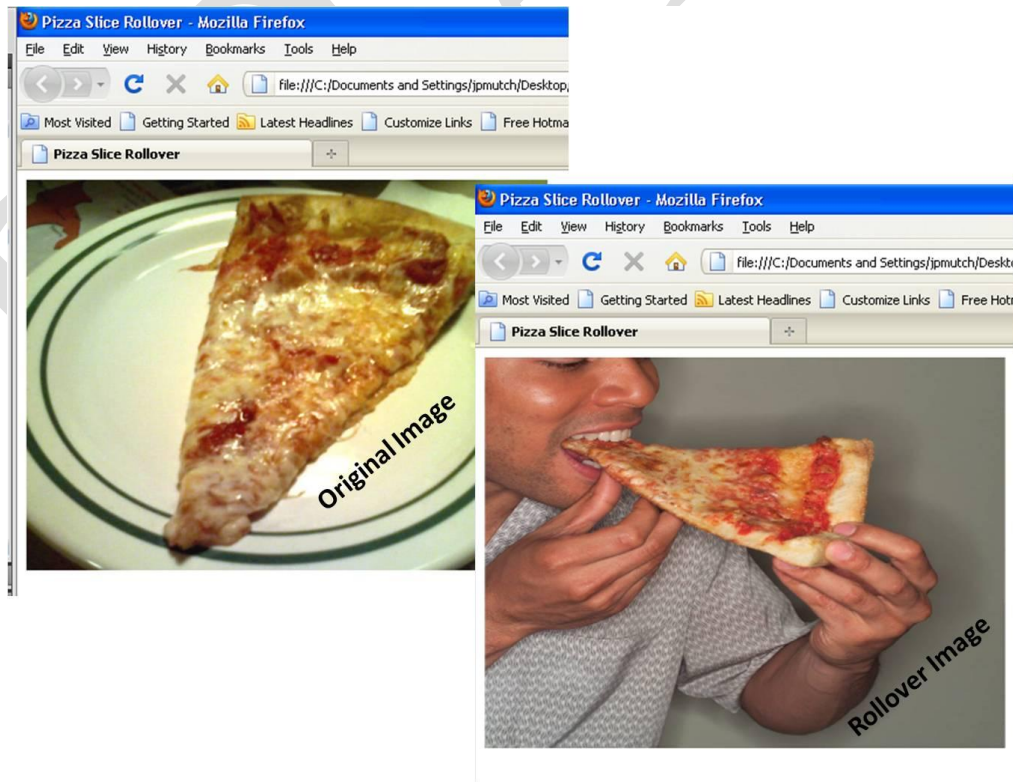 Pizza Slice Rollover - Mozilla Firefox
File Edit View History Bookmarks Tools Help
file:///C:/Documents and Settings/jpmutch/Desktop,
Most Visited Getting Started Latest Headlines Customize Links Free Hotma
Pizza Slice Rollover
Original Image
Pizza Slice Rollover - Mozilla Firefox
File Edit View History Bookmarks Tools Help
file:///C:/Documents and Settings/jpmutch/Deskto
Most Visited Getting Started Latest Headlines Customize Links Free Hotr
Pizza Slice Rollover
Rollover Image